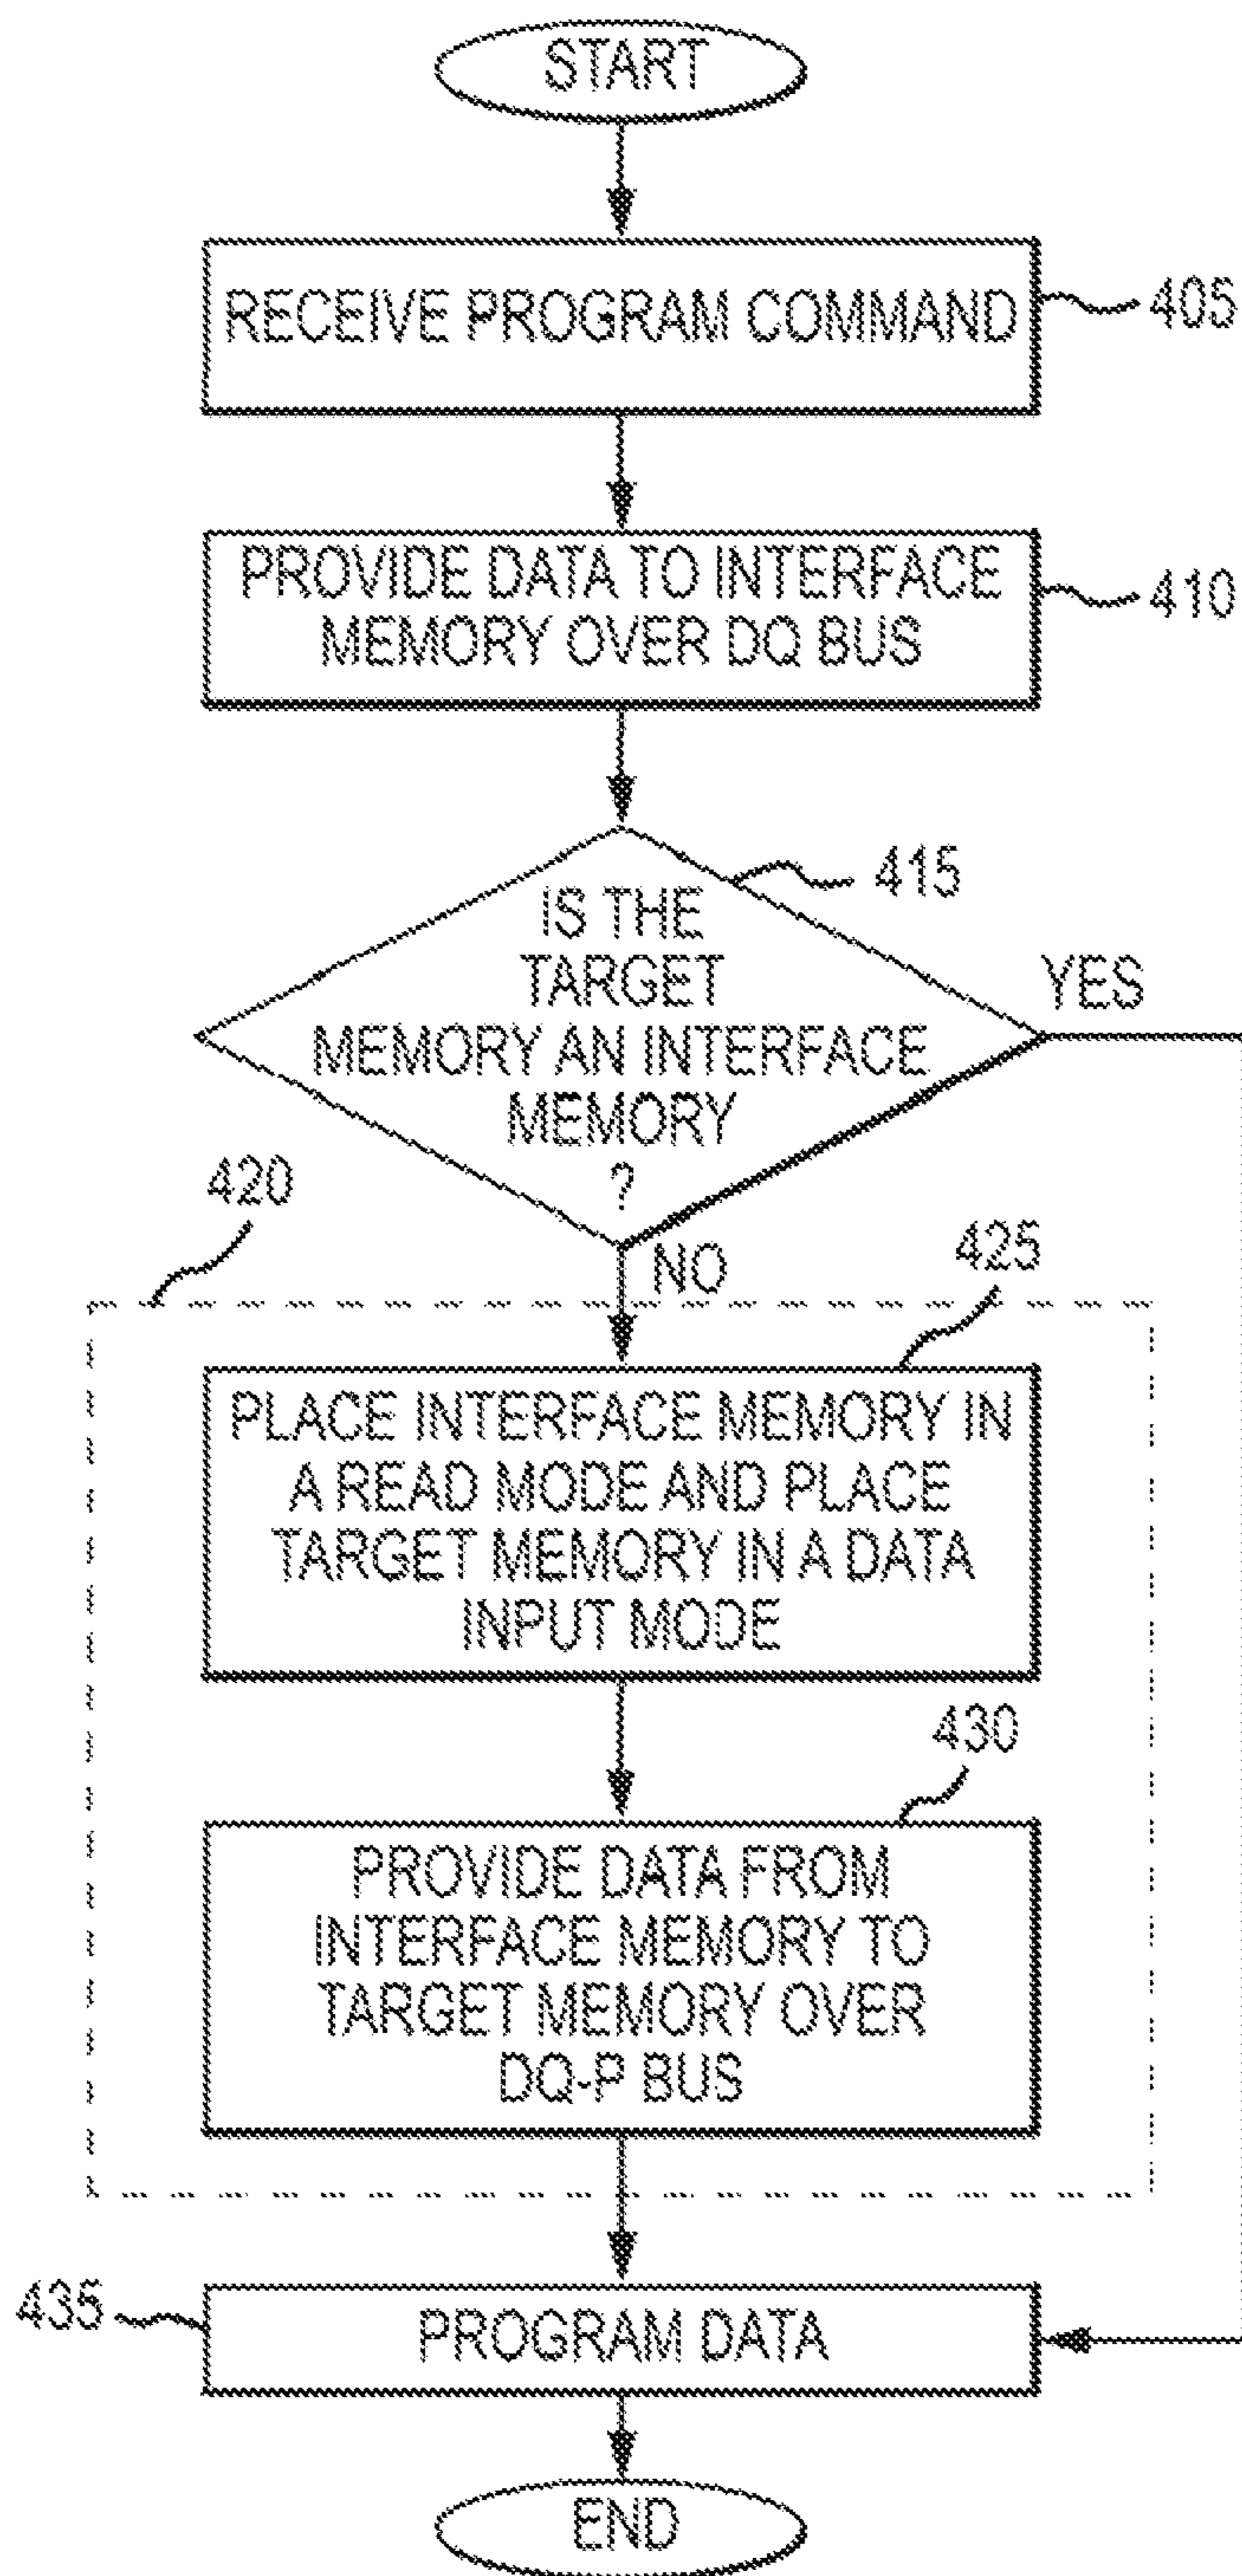 START
RECEIVE PROGRAM COMMAND
405
PROVIDE DATA TO INTERFACE
MEMORY OVER DQ BUS
410
415
IS THE
TARGET
MEMORY AN INTERFACE
MEMORY
?
YES
NO
420
425
PLACE INTERFACE MEMORY IN
A READ MODE AND PLACE
TARGET MEMORY IN A DATA
INPUT MODE
430
PROVIDE DATA FROM
INTERFACE MEMORY TO
TARGET MEMORY OVER
DQ-P BUS
435
PROGRAM DATA
END